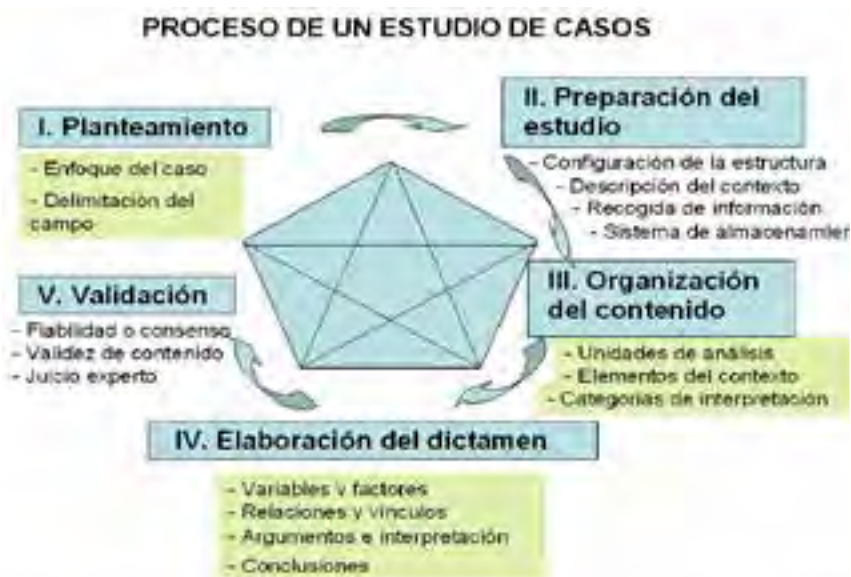 PROCESO DE UN ESTUDIO DE CASOS
I. Planteamiento
- Enfoque del caso
- Delimitación del
campo
II. Preparación del
estudio
- Configuración de la estructura
- Descripción del contexto
- Recogida de información
- Sistema de almacenamier
III. Organización
del contenido
- Unidades de análisis
- Elementos del contexto
- Categorias de interpretación
IV. Elaboración del dictamen
- Variables y factores
- Relaciones y vinculos
- Argumentos e interpretación
- Conclusiones
V. Validación
- Fiabilidad o consenso
- Validez de contenido
- Juicio experto